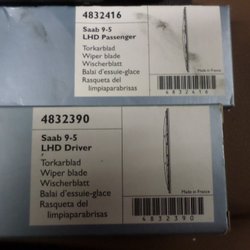 4832416
Saab 9-5
LHD Passenger
Torkarblad
Wiper blade
Wischerblatt
Balai d'essuie-glace
Rasqueta del
limpiaparabrisas
Made in France
4832416
4832390
Saab 9-5
LHD Driver
Torkarblad
Wiper blade
Wischerblatt
Balai d'essuie-glace
Rasqueta del
limpiaparabrisas
Made in France
4832390